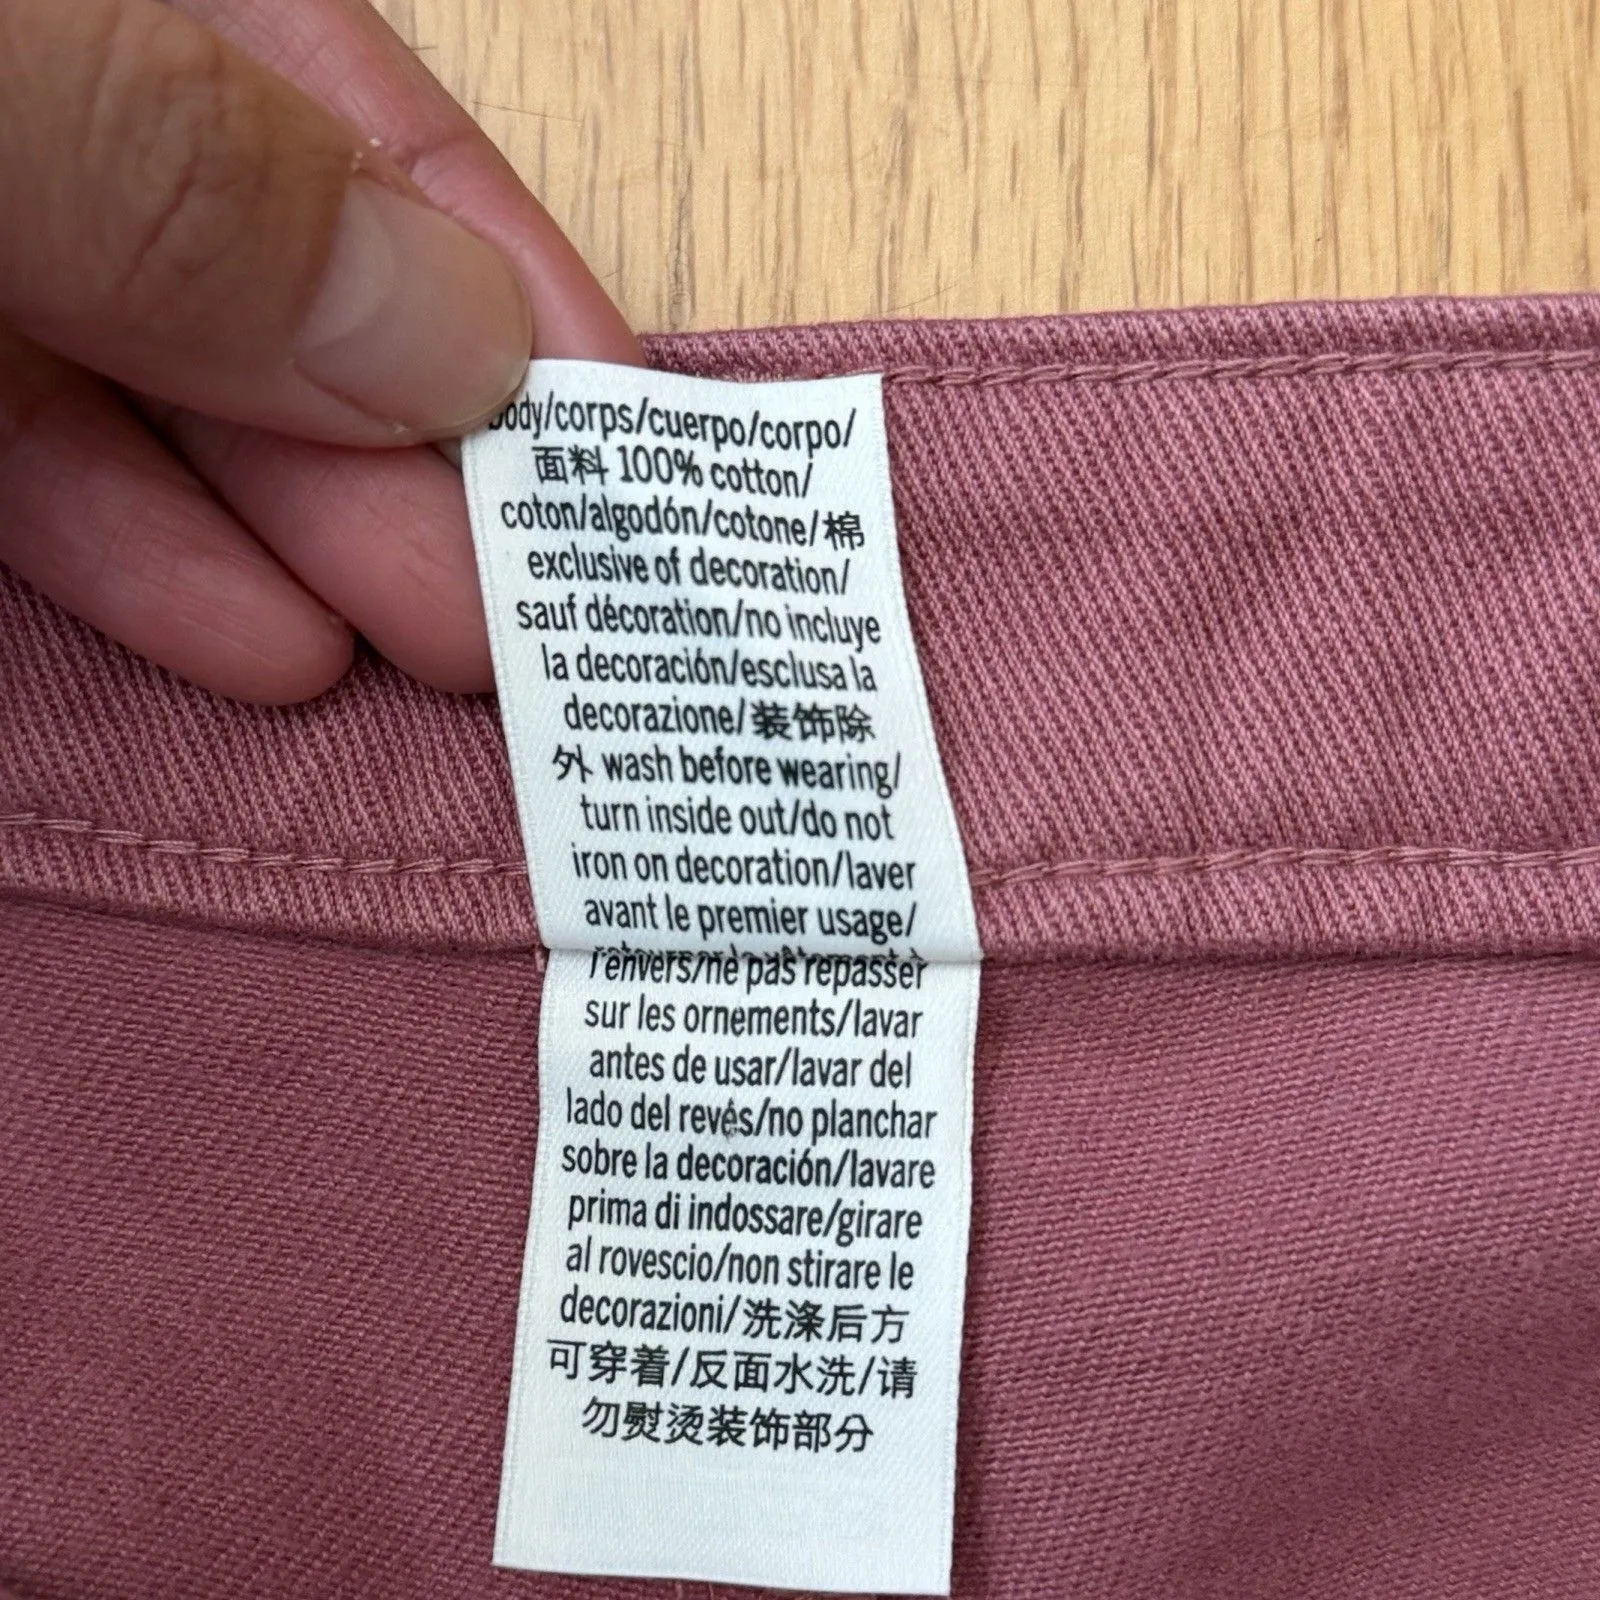 body/corps/cuerpo/corpo/
面料 100% cotton/
coton/algodón/cotone/棉
exclusive of decoration/
sauf décoration/no incluye
la decoración/esclusa la
decorazione/装饰除
外 wash before wearing/
turn inside out/do not
iron on decoration/laver
avant le premier usage/
l'envers/ne pas repasser
sur les ornements/lavar
antes de usar/lavar del
lado del revés/no planchar
sobre la decoración/lavare
prima di indossare/girare
al rovescio/non stirare le
decorazioni/洗涤后方
可穿着/反面水洗/请
勿熨烫装饰部分